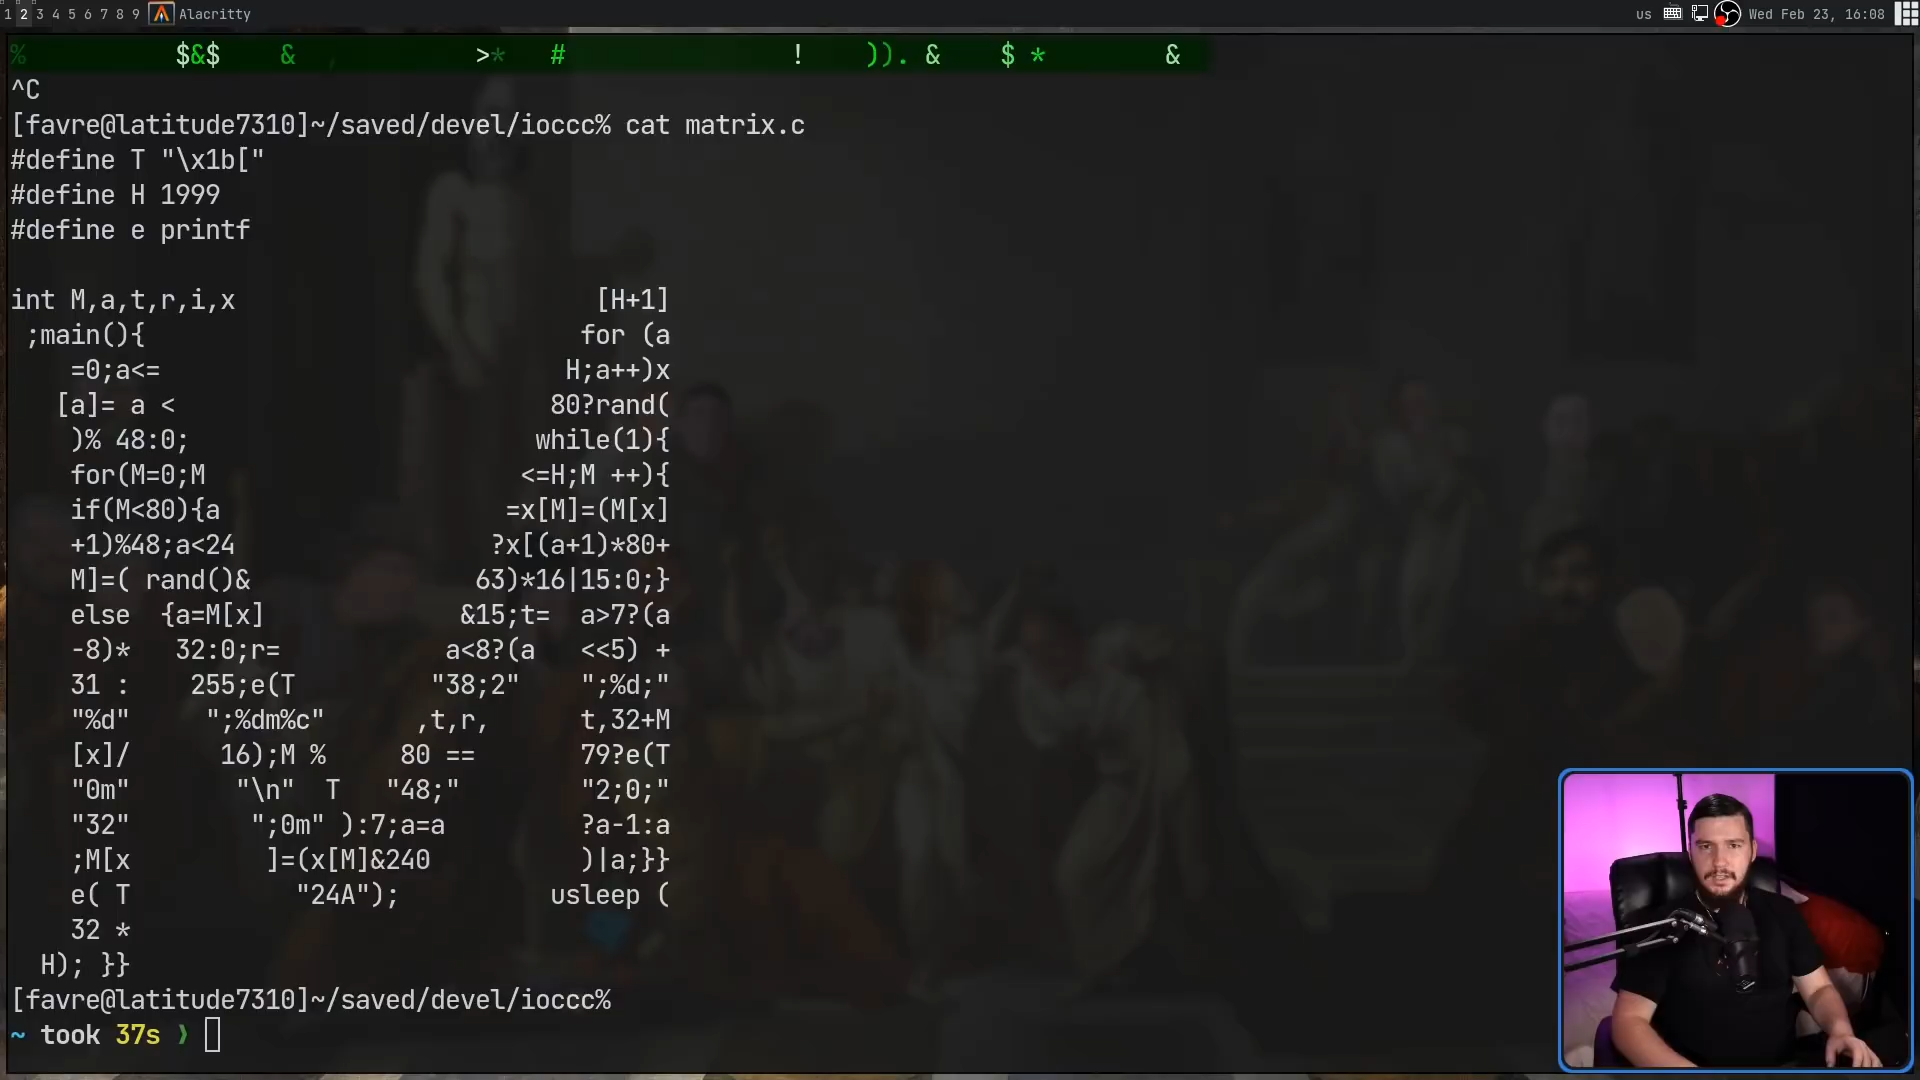 1 2 3 4 5 6 7 8 9 Alacritty us Wed Feb 23, 16:08
% $&$ & , >* # ! )). & $ * &
^C
[favre@latitude7310]~/saved/devel/ioccc% cat matrix.c
#define T "\x1b["
#define H 1999
#define e printf
int M,a,t,r,i,x [H+1]
;main(){ for (a
=0;a<= H;a++)x
[a]= a < 80?rand(
)% 48:0; while(1){
for(M=0;M <=H;M ++){
if(M<80){a =x[M]=(M[x]
+1)%48;a<24 ?x[(a+1)*80+
M]=( rand()& 63)*16|15:0;}
else {a=M[x] &15;t= a>7?(a
-8)* 32:0;r= a<8?(a <<5) +
31 : 255;e(T "38;2" ";%d;"
"%d" ";%dm%c" ,t,r, t,32+M
[x]/ 16);M % 80 == 79?e(T
"0m" "\n" T "48;" "2;0;"
"32" ";0m" ):7;a=a ?a-1:a
;M[x ]=(x[M]&240 )|a;}}
e( T "24A"); usleep (
32 *
H); }}
[favre@latitude7310]~/saved/devel/ioccc%
~ took 37s ❯